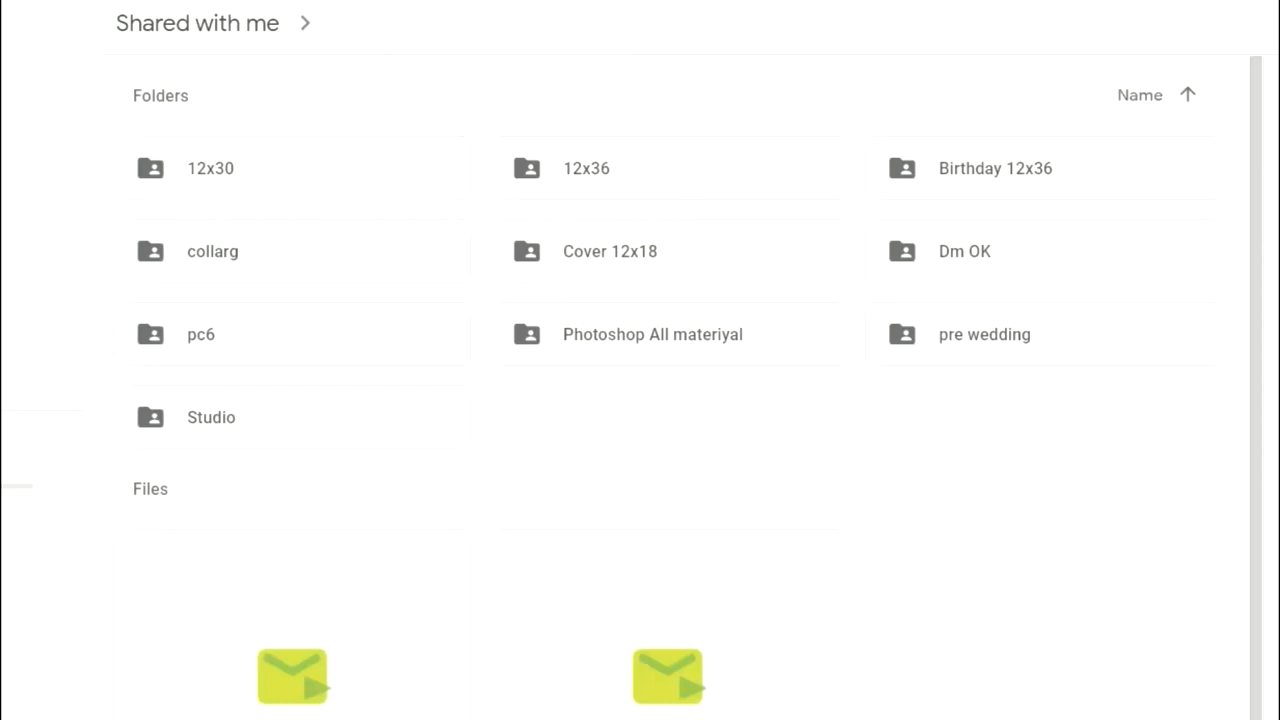 Shared with me
Folders
Name
12x30
12x36
Birthday 12x36
collarg
Cover 12x18
Dm OK
pc6
Photoshop All materiyal
pre wedding
Studio
Files